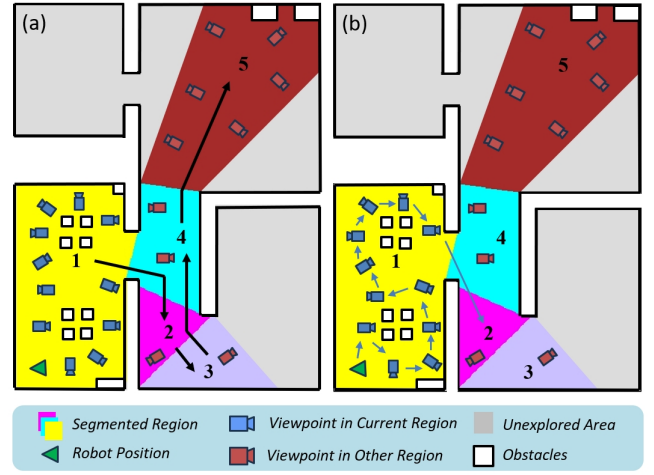 (a)
5
4
1
2
3
(b)
5
4
1
2
3
Segmented Region
Viewpoint in Current Region
Unexplored Area
Robot Position
Viewpoint in Other Region
Obstacles